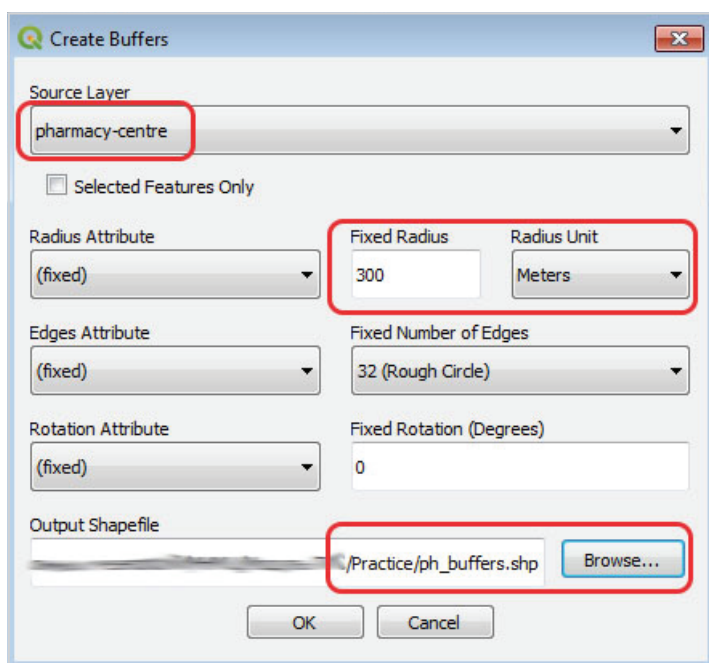 Create Buffers
Source Layer
pharmacy-centre
Selected Features Only
Radius Attribute
Fixed Radius
Radius Unit
(fixed)
300
Meters
Edges Attribute
Fixed Number of Edges
(fixed)
32 (Rough Circle)
Rotation Attribute
Fixed Rotation (Degrees)
(fixed)
0
Output Shapefile
/Practice/ph_buffers.shp
Browse...
OK
Cancel